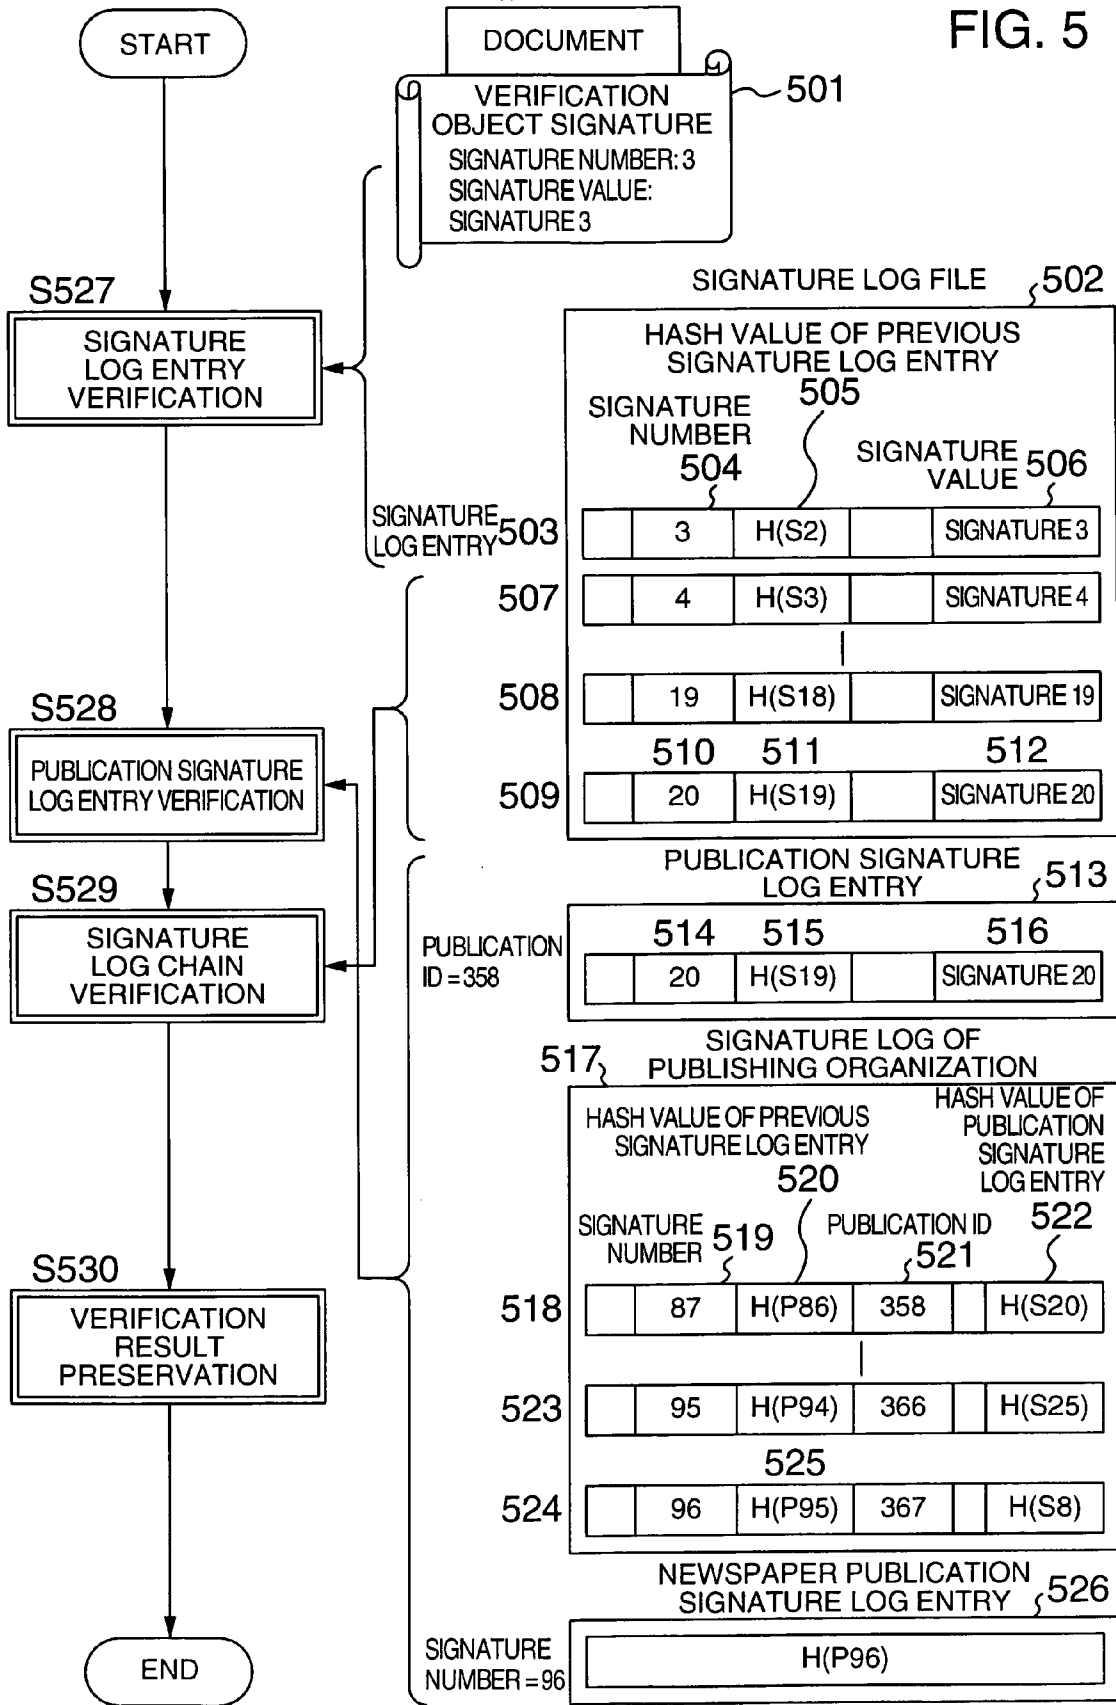 FIG. 5
START
DOCUMENT
501
VERIFICATION
OBJECT SIGNATURE
SIGNATURE NUMBER: 3
SIGNATURE VALUE:
SIGNATURE 3
S527
SIGNATURE
LOG ENTRY
VERIFICATION
SIGNATURE LOG FILE
502
HASH VALUE OF PREVIOUS
SIGNATURE LOG ENTRY
505
SIGNATURE
NUMBER
504
SIGNATURE
VALUE
506
SIGNATURE
LOG ENTRY
503
3 H(S2) SIGNATURE 3
507
4 H(S3) SIGNATURE 4
508
19 H(S18) SIGNATURE 19
510 511 512
509
20 H(S19) SIGNATURE 20
S528
PUBLICATION SIGNATURE
LOG ENTRY VERIFICATION
S529
SIGNATURE
LOG CHAIN
VERIFICATION
PUBLICATION SIGNATURE
LOG ENTRY
513
PUBLICATION
ID = 358
514 515 516
20 H(S19) SIGNATURE 20
SIGNATURE LOG OF
PUBLISHING ORGANIZATION
517
HASH VALUE OF PREVIOUS
SIGNATURE LOG ENTRY
520
HASH VALUE OF
PUBLICATION
SIGNATURE
LOG ENTRY
522
SIGNATURE
NUMBER
519
PUBLICATION ID
521
518
87 H(P86) 358 H(S20)
523
95 H(P94) 366 H(S25)
525
524
96 H(P95) 367 H(S8)
S530
VERIFICATION
RESULT
PRESERVATION
NEWSPAPER PUBLICATION
SIGNATURE LOG ENTRY
526
SIGNATURE
NUMBER = 96
H(P96)
END